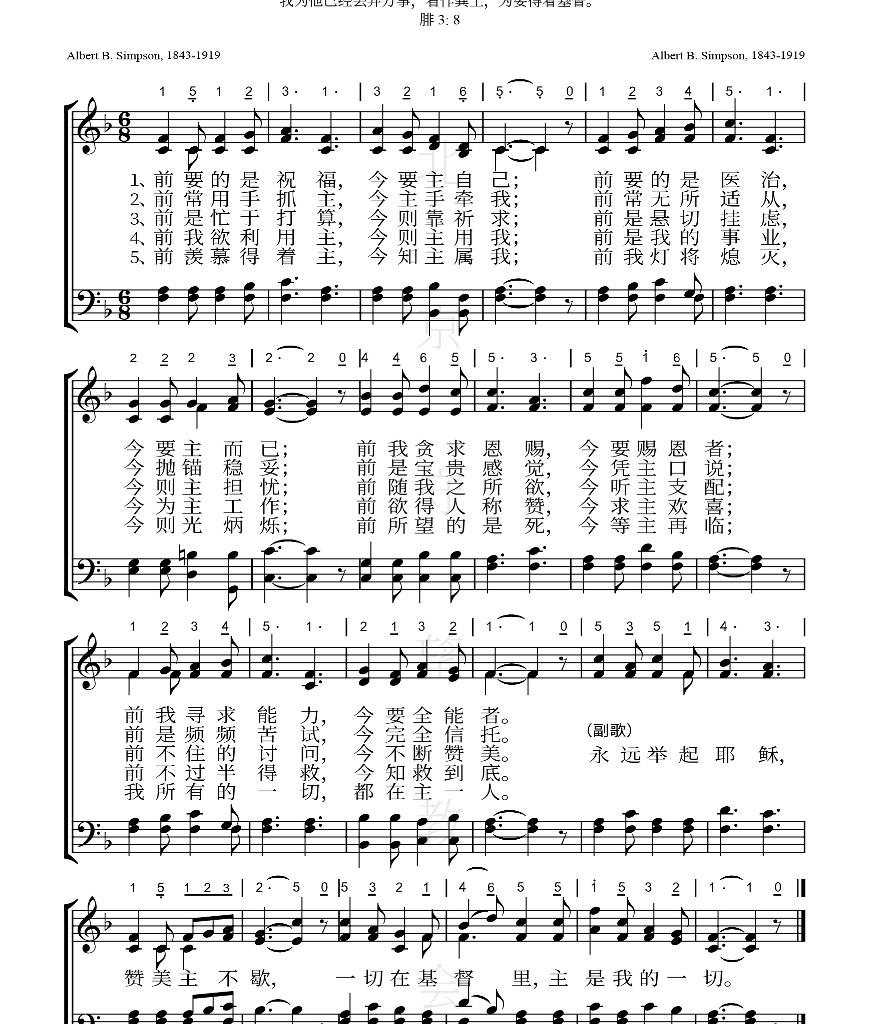 我为他已经丢弃万事，看作粪土，为要得着基督。
腓 3: 8
Albert B. Simpson, 1843-1919 Albert B. Simpson, 1843-1919
1 5 1 2 | 3· 1· | 3 2 1 6 | 5· 5 0 | 1 2 3 4 | 5· 1· |
1、前要的是祝福，今要主自己； 前要的是医治，
2、前常用手抓主，今主手牵我； 前常无所适从，
3、前是忙于打算，今则靠祈求； 前是悬切挂虑，
4、前我欲利用主，今则主用我； 前是我的事业，
5、前羡慕得着主，今知主属我； 前我灯将熄灭，
2 2 2 3 | 2· 2 0 | 4 4 6 5 | 5· 3· | 5 5 1 6 | 5· 5 0 |
今要主而已； 前我贪求恩赐，今要赐恩者；
今抛锚稳妥； 前是宝贵感觉，今凭主口说；
今则主担忧； 前随我之所欲，今听主支配；
今为主工作； 前欲得人称赞，今求主欢喜；
今则光炳烁； 前所望的是死，今等主再临；
1 2 3 4 | 5· 1· | 2 1 3 2 | 1· 1 0 | 5 3 5 1 | 4· 3· |
前我寻求能力，今要全能者。
前是频频苦试，今完全信托。
（副歌）
前不住的讨问，今不断赞美。 永远举起耶稣，
前不过半得救，今知救到底。
我所有的一切，都在主一人。
1 5 1 2 3 | 2· 5 0 | 5 3 2 1 | 4 6 5 5 | 1 5 3 2 | 1· 1 0 ‖
赞美主不歇， 一切在基督里，主是我的一切。
北京市基督教会